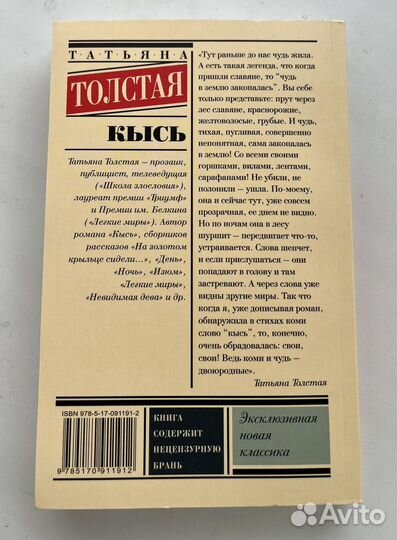 ТАТЬЯНА
ТОЛСТАЯ
КЫСЬ
Татьяна Толстая – прозаик,
публицист, телеведущая
(«Школа злословия»),
лауреат премии «Триумф»
и Премии им. Белкина
(«Легкие миры»). Автор
романа «Кысь», сборников
рассказов «На золотом
крыльце сидели...», «День»,
«Ночь», «Изюм»,
«Легкие миры»,
«Невидимая дева» и др.
«Тут раньше до нас чудь жила.
А есть такая легенда, что когда
пришли славяне, то "чудь
в землю закопалась". Вы себе
только представьте: прут через
лес славяне, краснорожие,
желтоволосые, грубые. И чудь,
тихая, пугливая, совершенно
непонятная, сама закопалась
в землю! Со всеми своими
горшками, вилами, лентами,
сарафанами! Не убили, не
полонили – ушла. По-моему,
она и сейчас тут, уже совсем
прозрачная, ее днем не видно.
Но по ночам она в лесу
шуршит – передвигает что-то,
устраивается. Слова шепчет,
и если прислушаться – они
попадают в голову и там
застревают. А через слова уже
видны другие миры. Так что
когда я, уже дописывая роман,
обнаружила в стихах коми
слово "кысь", то, конечно,
очень обрадовалась: свои,
свои! Ведь коми и чудь –
двоюродные».
Татьяна Толстая
ISBN 978-5-17-091191-2
9 785170 911912
КНИГА
СОДЕРЖИТ
НЕЦЕНЗУРНУЮ
БРАНЬ
Эксклюзивная
новая
классика
Avito